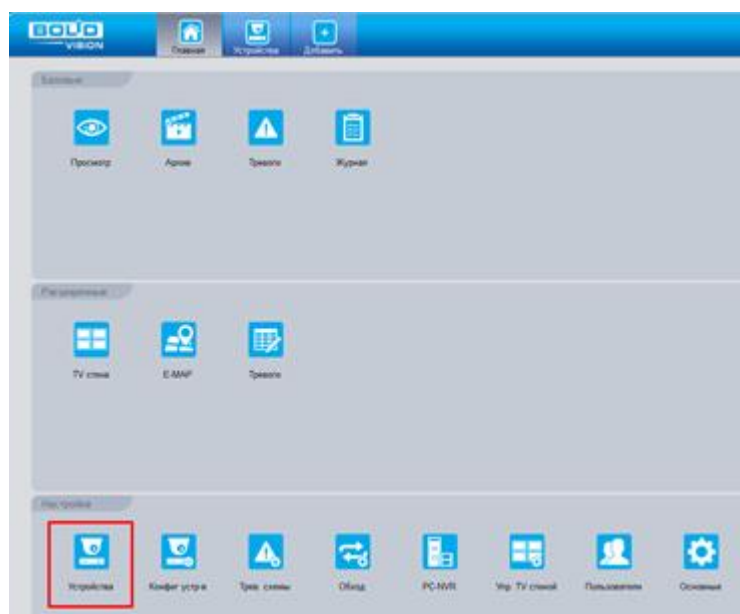 BOLID
VISION
Главная Устройства Добавить
Базовые
Просмотр Архив Тревоги Журнал
Расширенные
TV стена E-MAP Тревоги
Настройка
Устройства Конфиг устр-в Трев. схемы Обход PC-NVR Упр. TV стеной Пользователи Основные